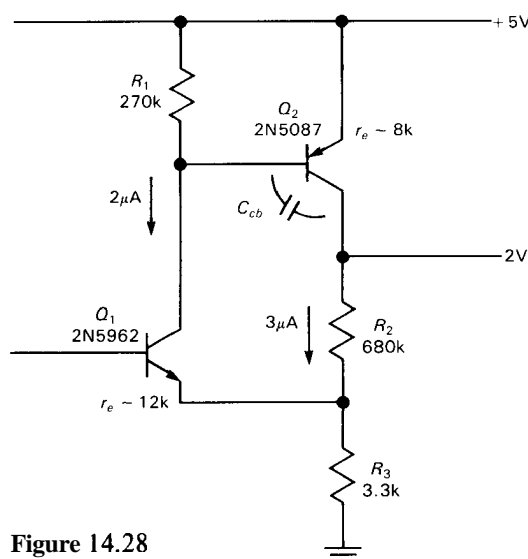 +5V
R1
270k
Q2
2N5087
re ~ 8k
2μA
Ccb
2V
Q1
2N5962
3μA
R2
680k
re ~ 12k
R3
3.3k
Figure 14.28